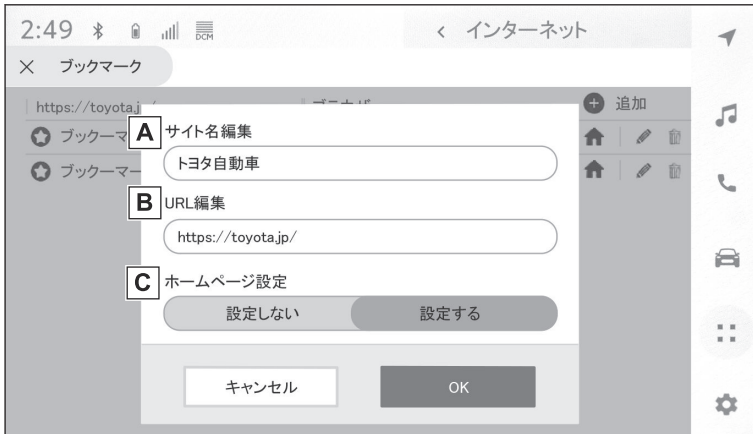 2:49 DCM < インターネット
× ブックマーク
https://toyota.j
追加
A サイト名編集
トヨタ自動車
ブックーマ
ブックーマー
B URL編集
https://toyota.jp/
C ホームページ設定
設定しない 設定する
キャンセル OK